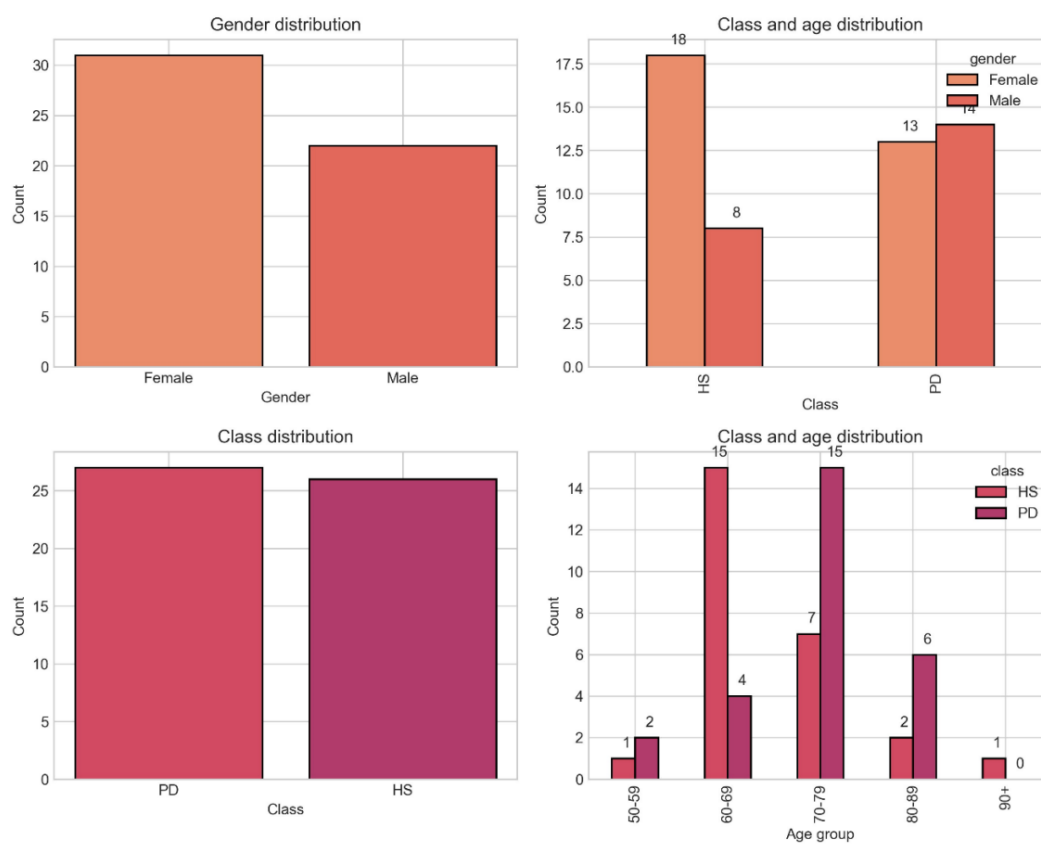 Gender distribution
Count
30
25
20
15
10
5
0
Female
Male
Gender
Class and age distribution
Count
17.5
15.0
12.5
10.0
7.5
5.0
2.5
0.0
18
8
13
14
gender
Female
Male
HS
PD
Class
Class distribution
Count
25
20
15
10
5
0
PD
HS
Class
Class and age distribution
Count
14
12
10
8
6
4
2
0
1
2
15
4
7
15
2
6
1
0
class
HS
PD
50-59
60-69
70-79
80-89
90+
Age group